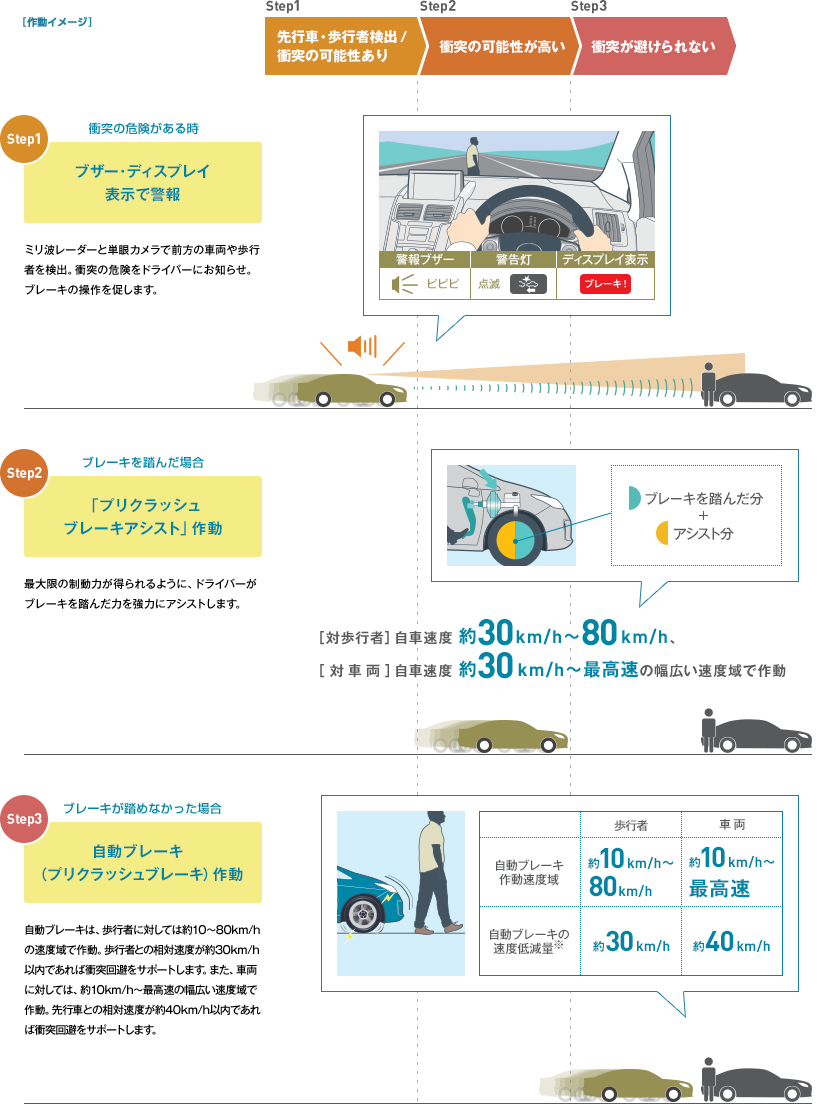 ［作動イメージ］
Step1
Step2
Step3
先行車・歩行者検出 /
衝突の可能性あり
衝突の可能性が高い
衝突が避けられない
Step1
衝突の危険がある時
ブザー・ディスプレイ
表示で警報
ミリ波レーダーと単眼カメラで前方の車両や歩行
者を検出。衝突の危険をドライバーにお知らせ。
ブレーキの操作を促します。
警報ブザー
警告灯
ディスプレイ表示
ピピピ
点滅
ブレーキ！
Step2
ブレーキを踏んだ場合
「プリクラッシュ
ブレーキアシスト」作動
最大限の制動力が得られるように、ドライバーが
ブレーキを踏んだ力を強力にアシストします。
ブレーキを踏んだ分
＋
アシスト分
［対歩行者］自車速度 約30km/h〜80km/h、
［対車両］自車速度 約30km/h〜最高速の幅広い速度域で作動
Step3
ブレーキが踏めなかった場合
自動ブレーキ
（プリクラッシュブレーキ）作動
自動ブレーキは、歩行者に対しては約10〜80km/h
の速度域で作動。歩行者との相対速度が約30km/h
以内であれば衝突回避をサポートします。また、車両
に対しては、約10km/h〜最高速の幅広い速度域で
作動。先行車との相対速度が約40km/h以内であれ
ば衝突回避をサポートします。
歩行者
車両
自動ブレーキ
作動速度域
約10km/h〜
80km/h
約10km/h〜
最高速
自動ブレーキの
速度低減量※
約30km/h
約40km/h